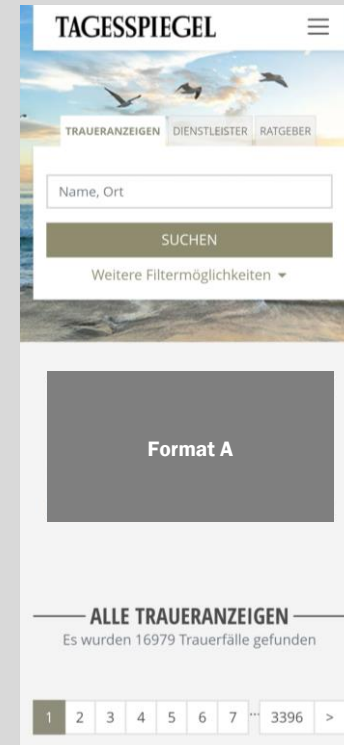 TAGESSPIEGEL
TRAUERANZEIGEN DIENSTLEISTER RATGEBER
Name, Ort
SUCHEN
Weitere Filtermöglichkeiten
Format A
ALLE TRAUERANZEIGEN
Es wurden 16979 Trauerfälle gefunden
1 2 3 4 5 6 7 ... 3396 >